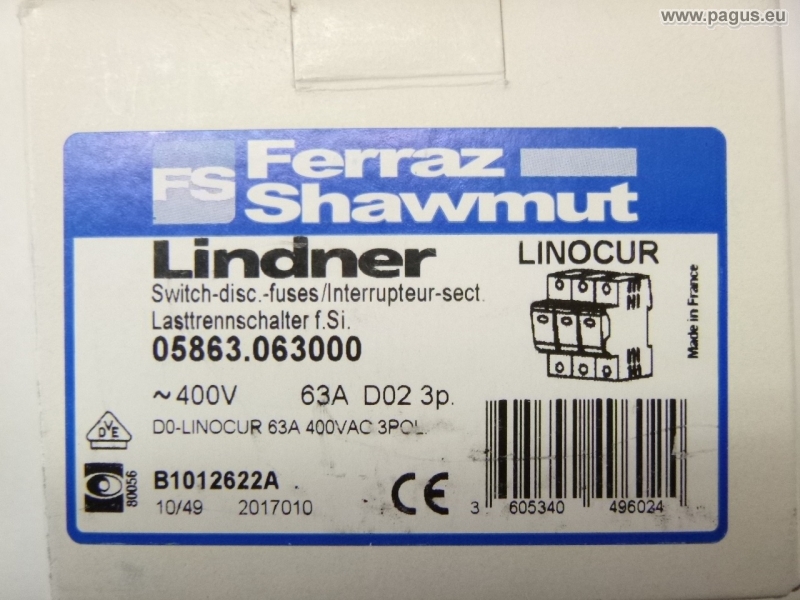 www.pagus.eu
FS Ferraz
Shawmut
Lindner
LINOCUR
Switch-disc.-fuses/Interrupteur-sect.
Lasttrennschalter f.Si.
05863.063000
Made in France
~400V 63A D02 3p.
D0-LINOCUR 63A 400VAC 3POL.
DVE
80056
B1012622A
CE
10/49 2017010
3 605340 496024